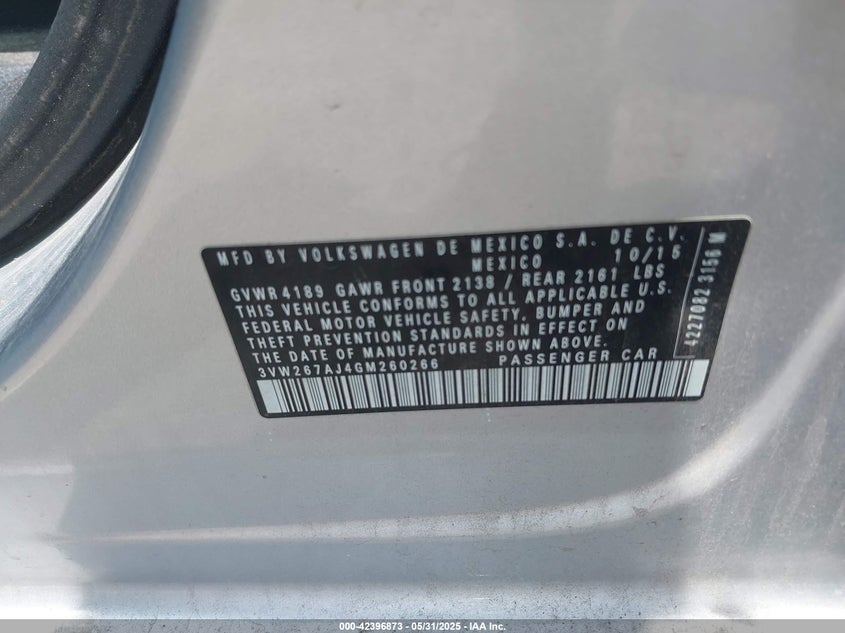 MFD BY VOLKSWAGEN DE MEXICO S.A. DE C.V.
MEXICO 10/15
GVWR 4189 GAWR FRONT 2138 / REAR 2161 LBS
THIS VEHICLE CONFORMS TO ALL APPLICABLE U.S.
FEDERAL MOTOR VEHICLE SAFETY, BUMPER AND
THEFT PREVENTION STANDARDS IN EFFECT ON
THE DATE OF MANUFACTURE SHOWN ABOVE.
3VW267AJ4GM260266 PASSENGER CAR
4227082 3156 M
000-42396873 - 05/31/2025 - IAA Inc.